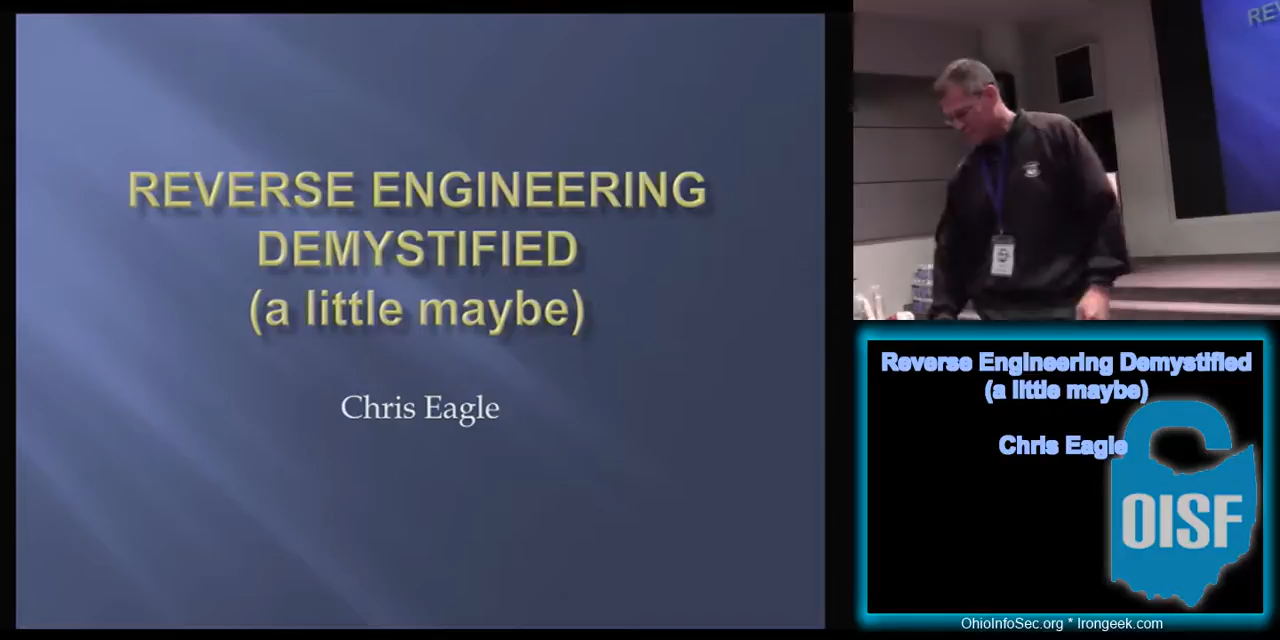 REVERSE ENGINEERING
DEMYSTIFIED
(a little maybe)
Chris Eagle
REV
Reverse Engineering Demystified
(a little maybe)
Chris Eagle
OISF
OhioInfoSec.org * Irongeek.com